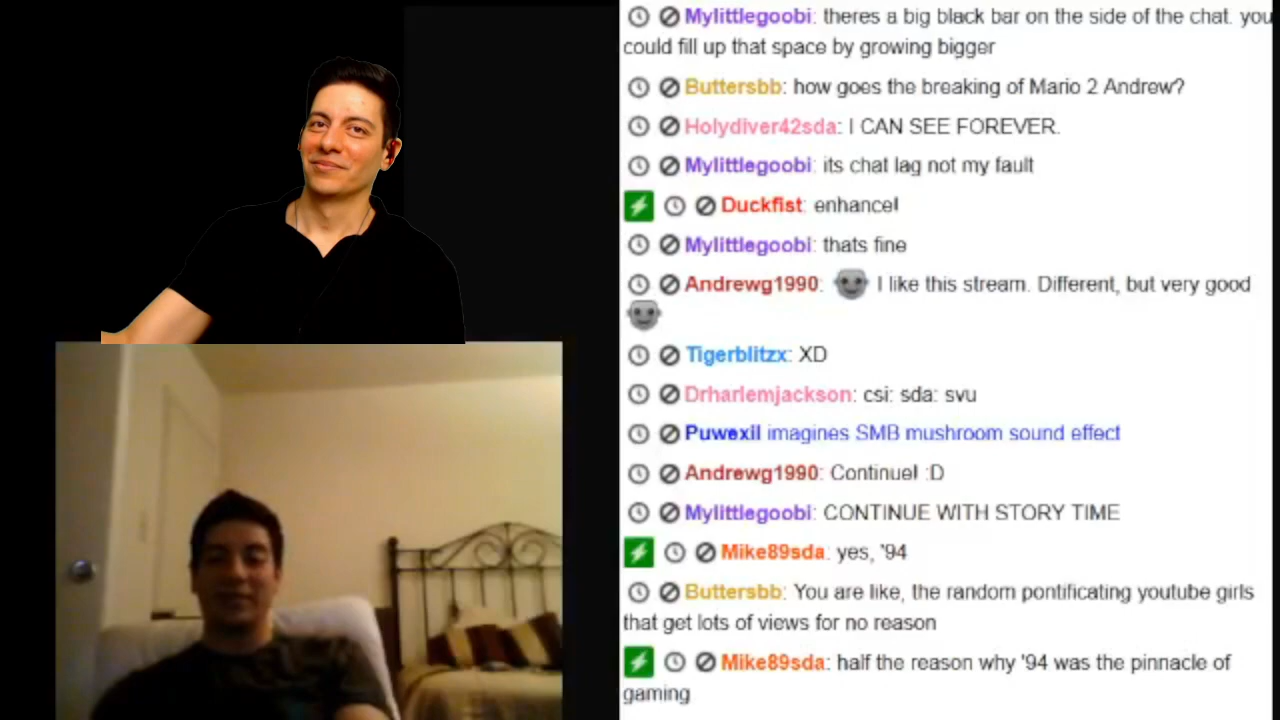 Mylittlegoobi: theres a big black bar on the side of the chat. you
could fill up that space by growing bigger
Buttersbb: how goes the breaking of Mario 2 Andrew?
Holydiver42sda: I CAN SEE FOREVER.
Mylittlegoobi: its chat lag not my fault
Duckfist: enhance!
Mylittlegoobi: thats fine
Andrewg1990: I like this stream. Different, but very good
Tigerblitzx: XD
Drharlemjackson: csi: sda: svu
Puwexil imagines SMB mushroom sound effect
Andrewg1990: Continue! :D
Mylittlegoobi: CONTINUE WITH STORY TIME
Mike89sda: yes, '94
Buttersbb: You are like, the random pontificating youtube girls
that get lots of views for no reason
Mike89sda: half the reason why '94 was the pinnacle of
gaming